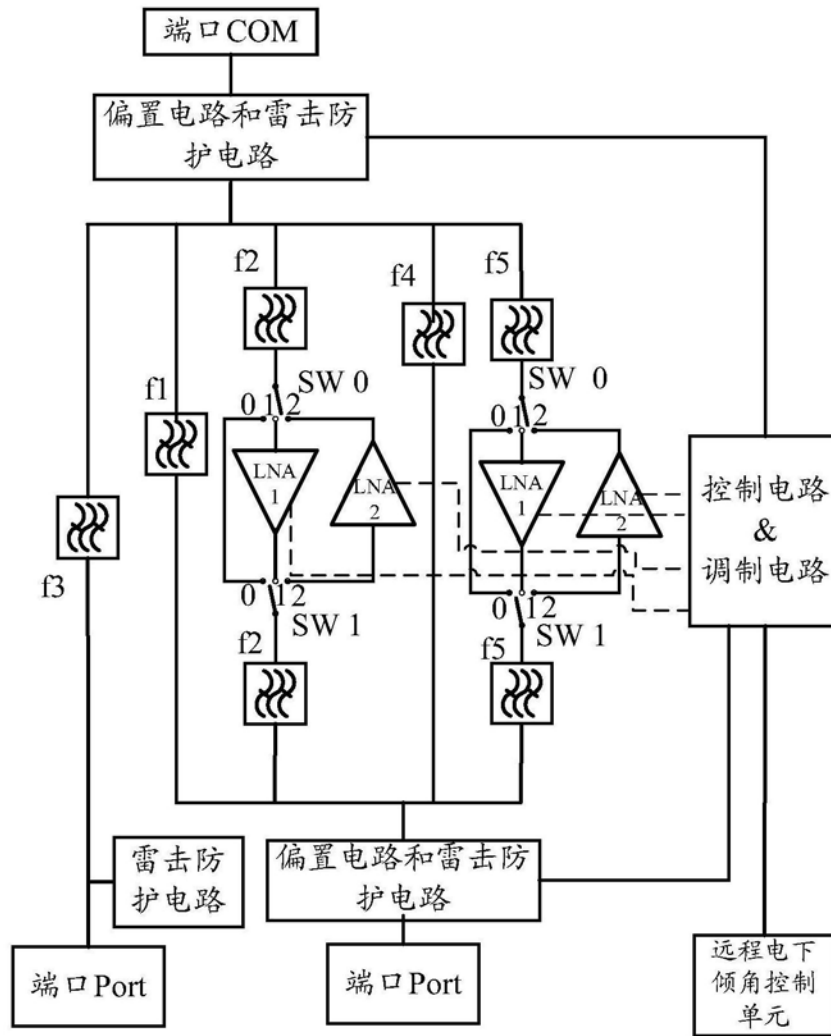 端口COM
偏置电路和雷击防
护电路
f2
f4
f5
f1
f3
SW 0
0 1 2
LNA
1
LNA
2
0 1 2
SW 1
f2
SW 0
0 1 2
LNA
1
LNA
2
0 12
SW 1
f5
控制电路
&
调制电路
雷击防
护电路
偏置电路和雷击防
护电路
端口Port
端口Port
远程电下
倾角控制
单元